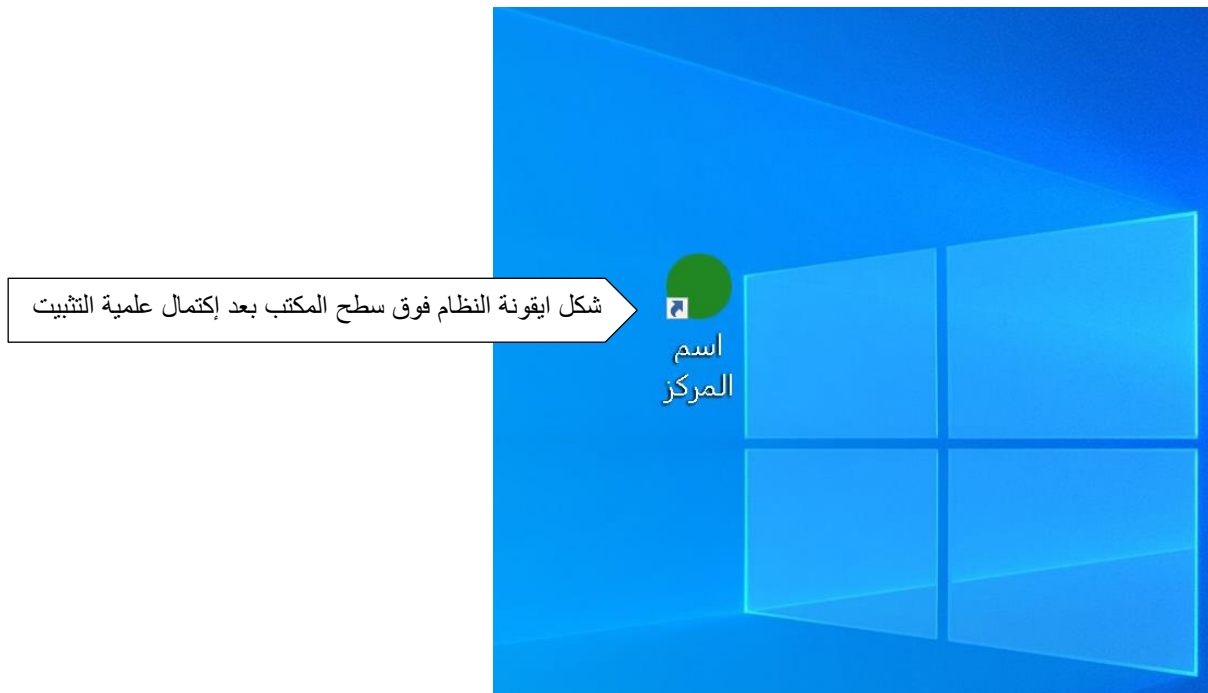 شكل ايقونة النظام فوق سطح المكتب بعد إكتمال علمية التثبيت
اسم
المركز